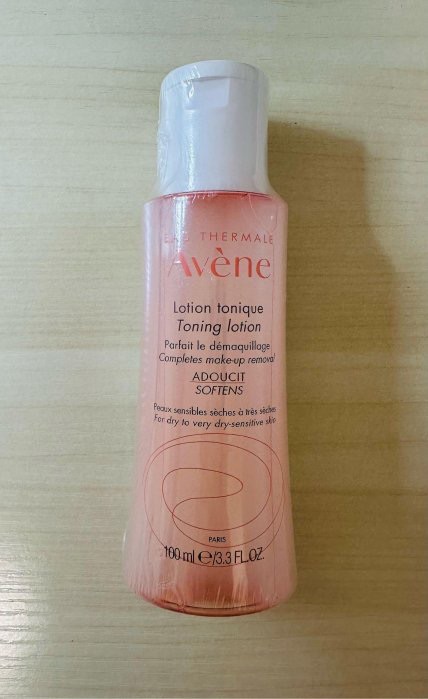 EAU THERMALE
Avène
Lotion tonique
Toning lotion
Parfait le démaquillage
Completes make-up removal
ADOUCIT
SOFTENS
Peaux sensibles sèches à très sèches
For dry to very dry-sensitive skin
PARIS
100 ml ℮/3.3 FL.OZ.